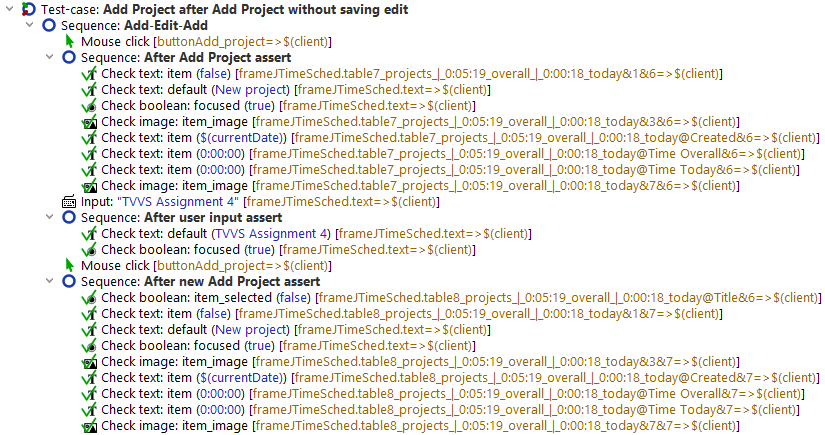 Test-case: Add Project after Add Project without saving edit
Sequence: Add-Edit-Add
Mouse click [buttonAdd_project=>$(client)]
Sequence: After Add Project assert
Check text: item (false) [frameJTimeSched.table7_projects_|_0:05:19_overall_|_0:00:18_today&1&6=>$(client)]
Check text: default (New project) [frameJTimeSched.text=>$(client)]
Check boolean: focused (true) [frameJTimeSched.text=>$(client)]
Check image: item_image [frameJTimeSched.table7_projects_|_0:05:19_overall_|_0:00:18_today&3&6=>$(client)]
Check text: item ($(currentDate)) [frameJTimeSched.table7_projects_|_0:05:19_overall_|_0:00:18_today@Created&6=>$(client)]
Check text: item (0:00:00) [frameJTimeSched.table7_projects_|_0:05:19_overall_|_0:00:18_today@Time Overall&6=>$(client)]
Check text: item (0:00:00) [frameJTimeSched.table7_projects_|_0:05:19_overall_|_0:00:18_today@Time Today&6=>$(client)]
Check image: item_image [frameJTimeSched.table7_projects_|_0:05:19_overall_|_0:00:18_today&7&6=>$(client)]
Input: "TVVS Assignment 4" [frameJTimeSched.text=>$(client)]
Sequence: After user input assert
Check text: default (TVVS Assignment 4) [frameJTimeSched.text=>$(client)]
Check boolean: focused (true) [frameJTimeSched.text=>$(client)]
Mouse click [buttonAdd_project=>$(client)]
Sequence: After new Add Project assert
Check boolean: item_selected (false) [frameJTimeSched.table8_projects_|_0:05:19_overall_|_0:00:18_today@Title&6=>$(client)]
Check text: item (false) [frameJTimeSched.table8_projects_|_0:05:19_overall_|_0:00:18_today&1&7=>$(client)]
Check text: default (New project) [frameJTimeSched.text=>$(client)]
Check boolean: focused (true) [frameJTimeSched.text=>$(client)]
Check image: item_image [frameJTimeSched.table8_projects_|_0:05:19_overall_|_0:00:18_today&3&7=>$(client)]
Check text: item ($(currentDate)) [frameJTimeSched.table8_projects_|_0:05:19_overall_|_0:00:18_today@Created&7=>$(client)]
Check text: item (0:00:00) [frameJTimeSched.table8_projects_|_0:05:19_overall_|_0:00:18_today@Time Overall&7=>$(client)]
Check text: item (0:00:00) [frameJTimeSched.table8_projects_|_0:05:19_overall_|_0:00:18_today@Time Today&7=>$(client)]
Check image: item_image [frameJTimeSched.table8_projects_|_0:05:19_overall_|_0:00:18_today&7&7=>$(client)]